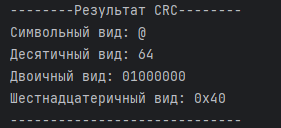 --------Результат CRC--------
Символьный вид: @
Десятичный вид: 64
Двоичный вид: 01000000
Шестнадцатеричный вид: 0x40
-----------------------------